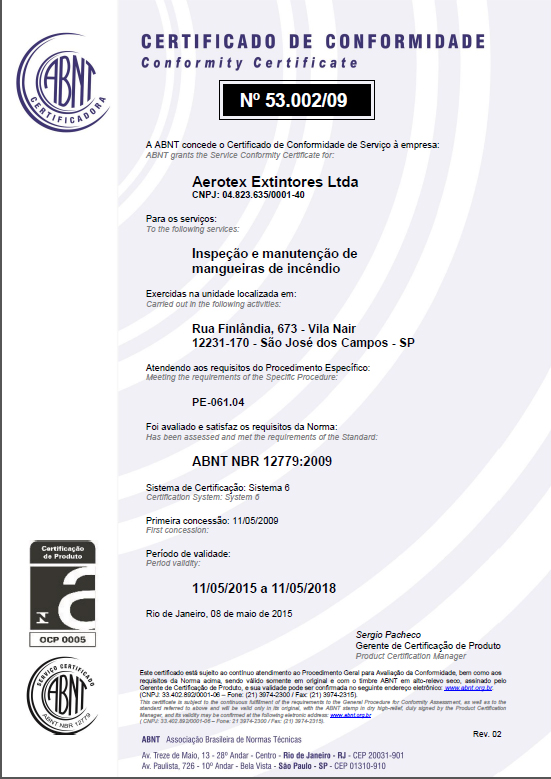 CERTIFICADO DE CONFORMIDADE
Conformity Certificate
ABNT
CERTIFICADORA
Nº 53.002/09
A ABNT concede o Certificado de Conformidade de Serviço à empresa:
ABNT grants the Service Conformity Certificate for:
Aerotex Extintores Ltda
CNPJ: 04.823.635/0001-40
Para os serviços:
To the following services:
Inspeção e manutenção de
mangueiras de incêndio
Exercidas na unidade localizada em:
Carried out in the following activities:
Rua Finlândia, 673 - Vila Nair
12231-170 - São José dos Campos - SP
Atendendo aos requisitos do Procedimento Específico:
Meeting the requirements of the Specific Procedure:
PE-061.04
Foi avaliado e satisfaz os requisitos da Norma:
Has been assessed and met the requirements of the Standard:
ABNT NBR 12779:2009
Sistema de Certificação: Sistema 6
Certification System: System 6
Primeira concessão: 11/05/2009
First concession:
Período de validade:
Period validity:
11/05/2015 a 11/05/2018
Rio de Janeiro, 08 de maio de 2015
Certificação
de Produto
OCP 0005
Sergio Pacheco
Gerente de Certificação de Produto
Product Certification Manager
SERVIÇO CERTIFICADO
ABNT
ABNT NBR 12779
Este certificado está sujeito ao contínuo atendimento ao Procedimento Geral para Avaliação da Conformidade, bem como aos
requisitos da Norma acima, sendo válido somente em original e com o timbre ABNT em alto-relevo seco, assinado pelo
Gerente de Certificação de Produto, e sua validade pode ser confirmada no seguinte endereço eletrônico: www.abnt.org.br.
(CNPJ: 33.402.892/0001-06 – Fone: (21) 3974-2300 / Fax: (21) 3974-2315).
This certificate is subject to the continuous fulfilment of the requirements to the General Procedure for Conformity Assessment, as well as to the
standard referred to above and will be valid only in its original, with the ABNT stamp in dry high-relief, duly signed by the Product Certification
Manager, and its validity may be confirmed at the following eletronic address: www.abnt.org.br
( CNPJ: 33.402.892/0001-06 – Fone: 21 3974-2300 / Fax: (21) 3974-2315).
Rev. 02
ABNT Associação Brasileira de Normas Técnicas
Av. Treze de Maio, 13 - 28º Andar - Centro - Rio de Janeiro - RJ - CEP 20031-901
Av. Paulista, 726 - 10º Andar - Bela Vista - São Paulo - SP - CEP 01310-910